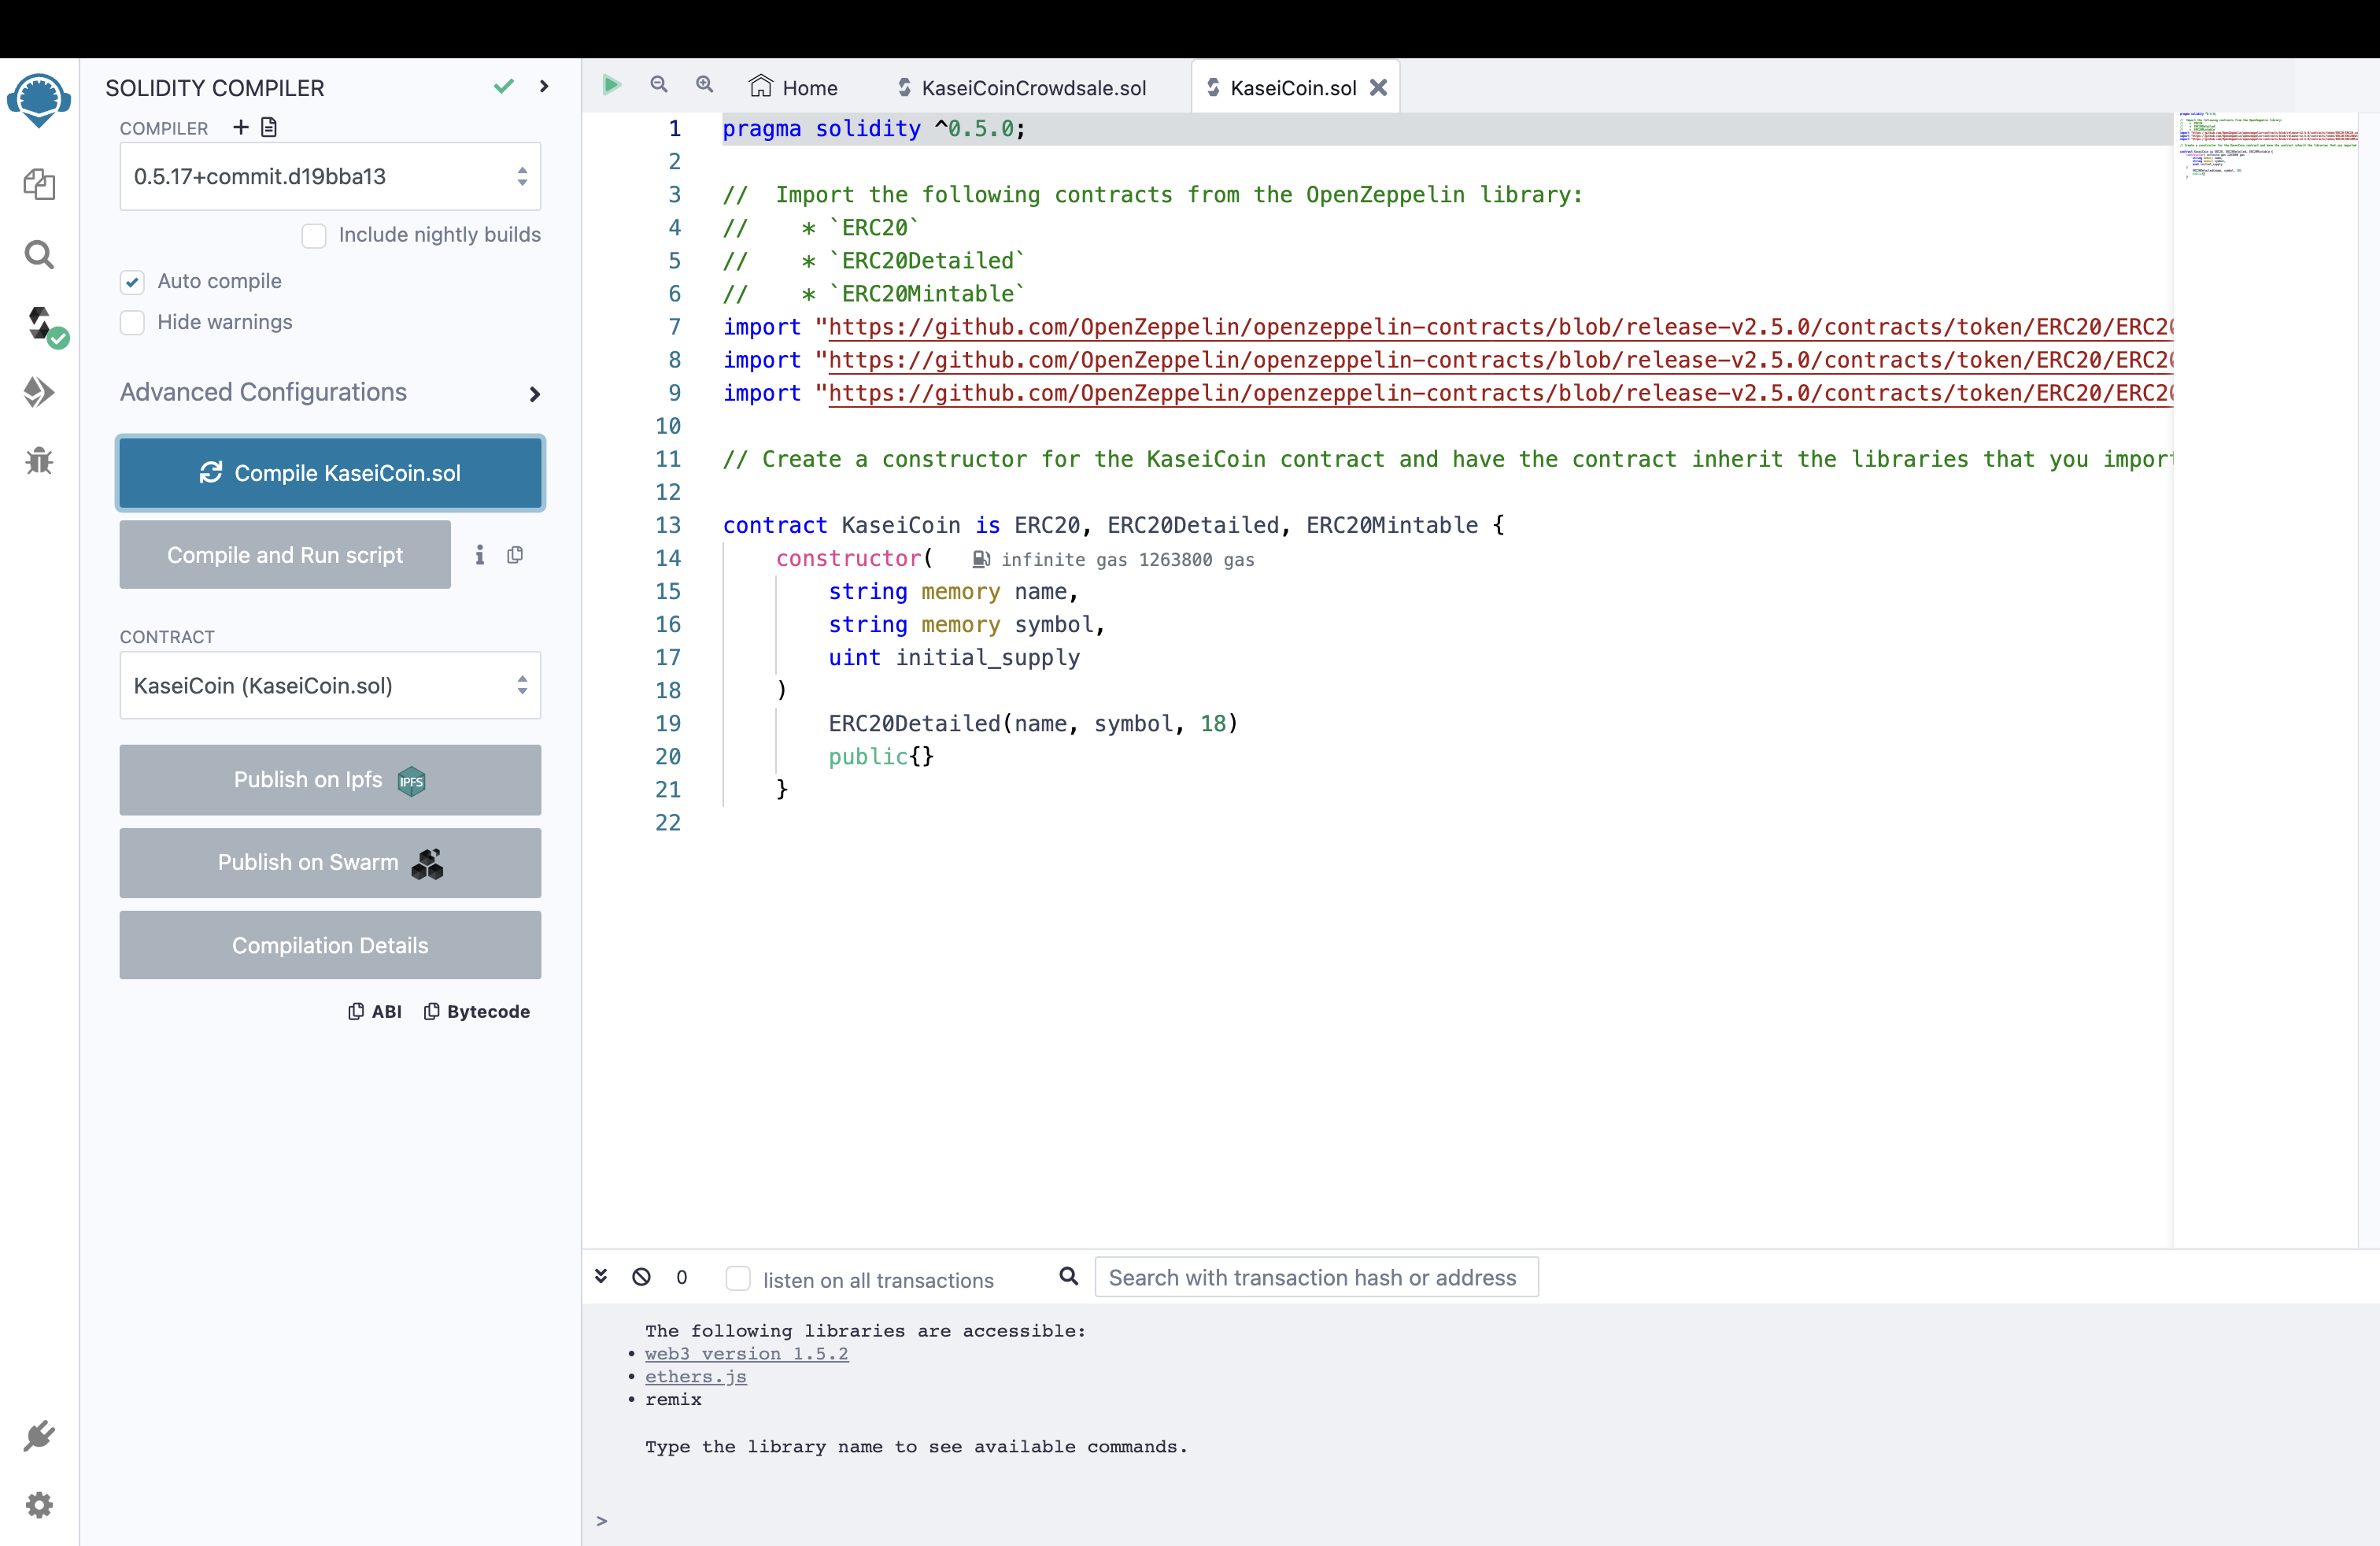 SOLIDITY COMPILER
COMPILER
0.5.17+commit.d19bba13
Include nightly builds
Auto compile
Hide warnings
Advanced Configurations
Compile KaseiCoin.sol
Compile and Run script
CONTRACT
KaseiCoin (KaseiCoin.sol)
Publish on Ipfs
IPFS
Publish on Swarm
Compilation Details
ABI Bytecode
Home KaseiCoinCrowdsale.sol KaseiCoin.sol
1 pragma solidity ^0.5.0;
2
3 //  Import the following contracts from the OpenZeppelin library:
4 //    * `ERC20`
5 //    * `ERC20Detailed`
6 //    * `ERC20Mintable`
7 import "https://github.com/OpenZeppelin/openzeppelin-contracts/blob/release-v2.5.0/contracts/token/ERC20/ERC20
8 import "https://github.com/OpenZeppelin/openzeppelin-contracts/blob/release-v2.5.0/contracts/token/ERC20/ERC20
9 import "https://github.com/OpenZeppelin/openzeppelin-contracts/blob/release-v2.5.0/contracts/token/ERC20/ERC20
10
11 // Create a constructor for the KaseiCoin contract and have the contract inherit the libraries that you import
12
13 contract KaseiCoin is ERC20, ERC20Detailed, ERC20Mintable {
14     constructor(   infinite gas 1263800 gas
15         string memory name,
16         string memory symbol,
17         uint initial_supply
18     )
19         ERC20Detailed(name, symbol, 18)
20         public{}
21     }
22
0 listen on all transactions Search with transaction hash or address
The following libraries are accessible:
• web3 version 1.5.2
• ethers.js
• remix
Type the library name to see available commands.
>